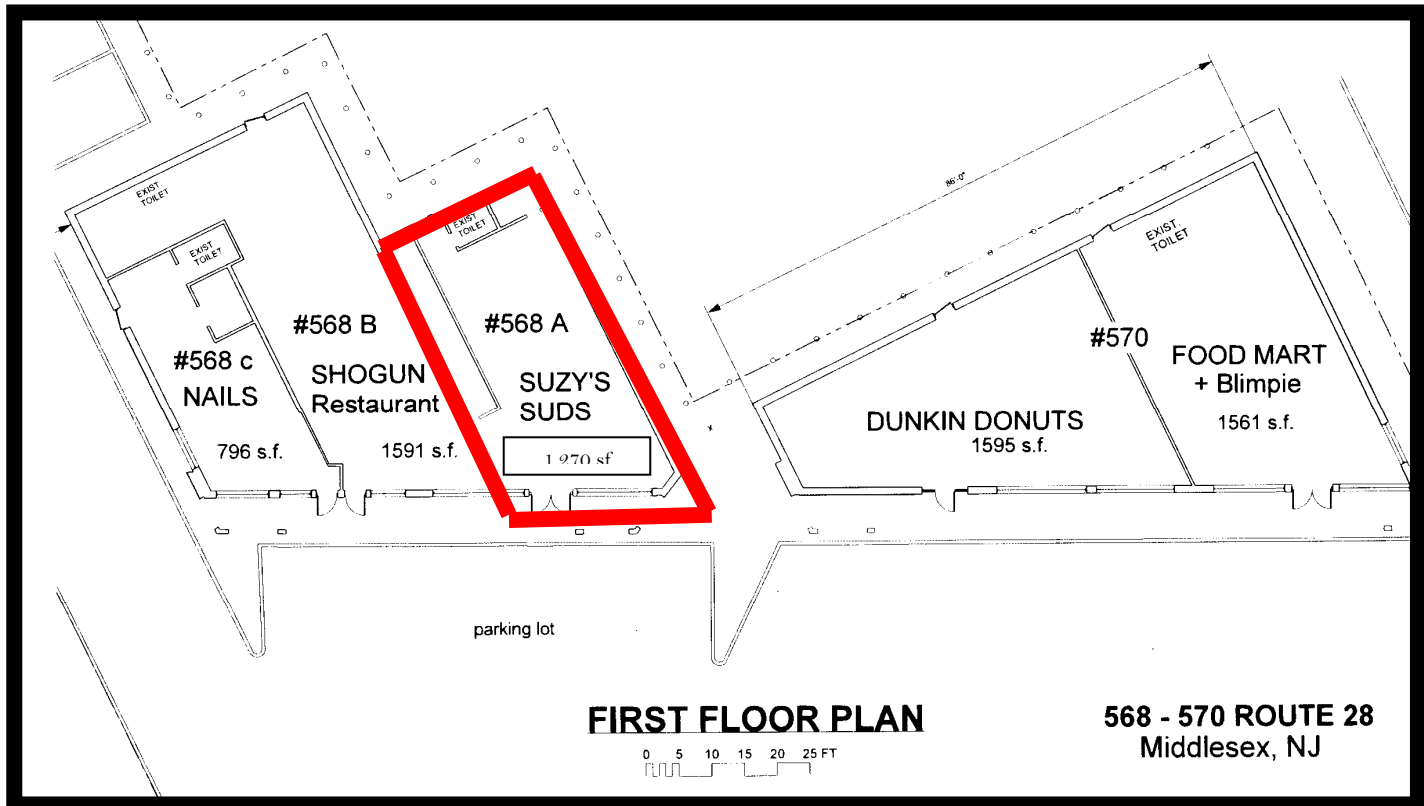 EXIST
TOILET
EXIST
TOILET
EXIST
TOILET
86'-0"
EXIST
TOILET
#568 c
NAILS
796 s.f.
#568 B
SHOGUN
Restaurant
1591 s.f.
#568 A
SUZY'S
SUDS
1,270 sf
#570
DUNKIN DONUTS
1595 s.f.
FOOD MART
+ Blimpie
1561 s.f.
parking lot
FIRST FLOOR PLAN
0 5 10 15 20 25 FT
568 - 570 ROUTE 28
Middlesex, NJ